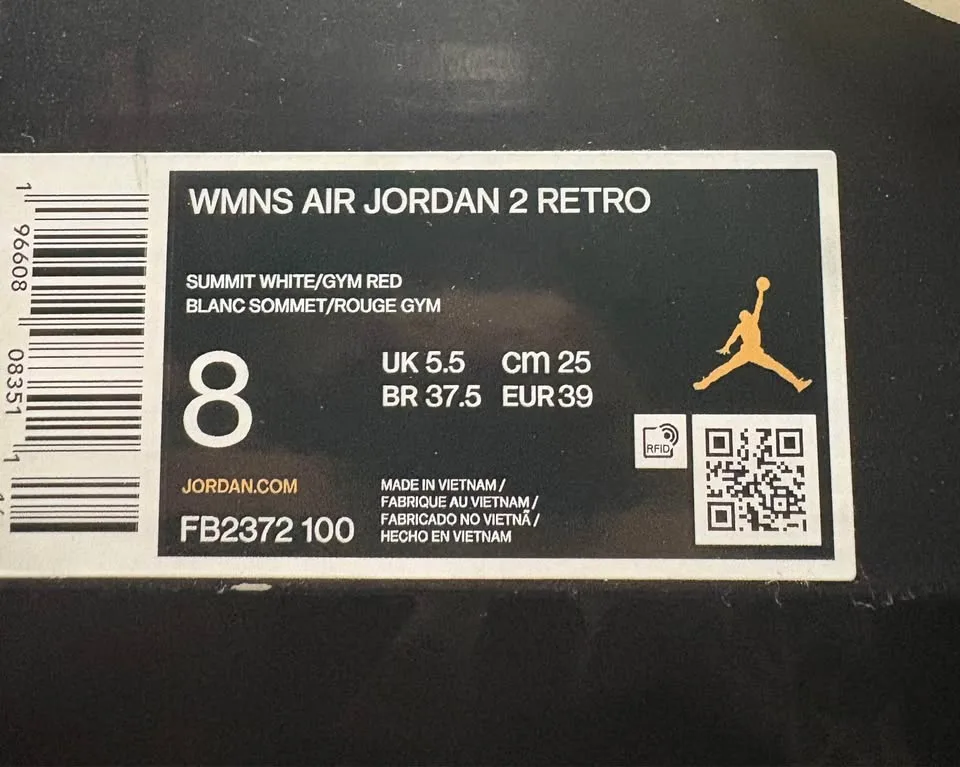 WMNS AIR JORDAN 2 RETRO
SUMMIT WHITE/GYM RED
BLANC SOMMET/ROUGE GYM
8
UK 5.5 CM 25
BR 37.5 EUR 39
RFID
JORDAN.COM
FB2372 100
MADE IN VIETNAM /
FABRIQUE AU VIETNAM /
FABRICADO NO VIETNÃ /
HECHO EN VIETNAM
1 96608 08351 1